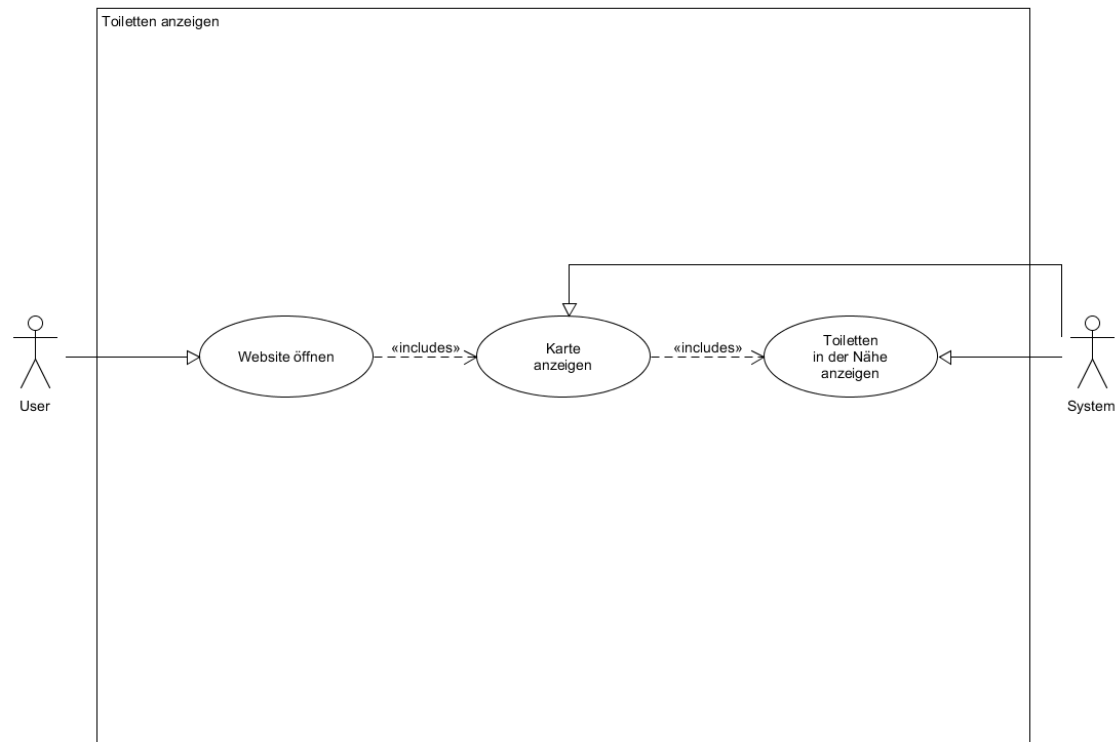 Toiletten anzeigen
Website öffnen
«includes»
Karte
anzeigen
«includes»
Toiletten
in der Nähe
anzeigen
User
System